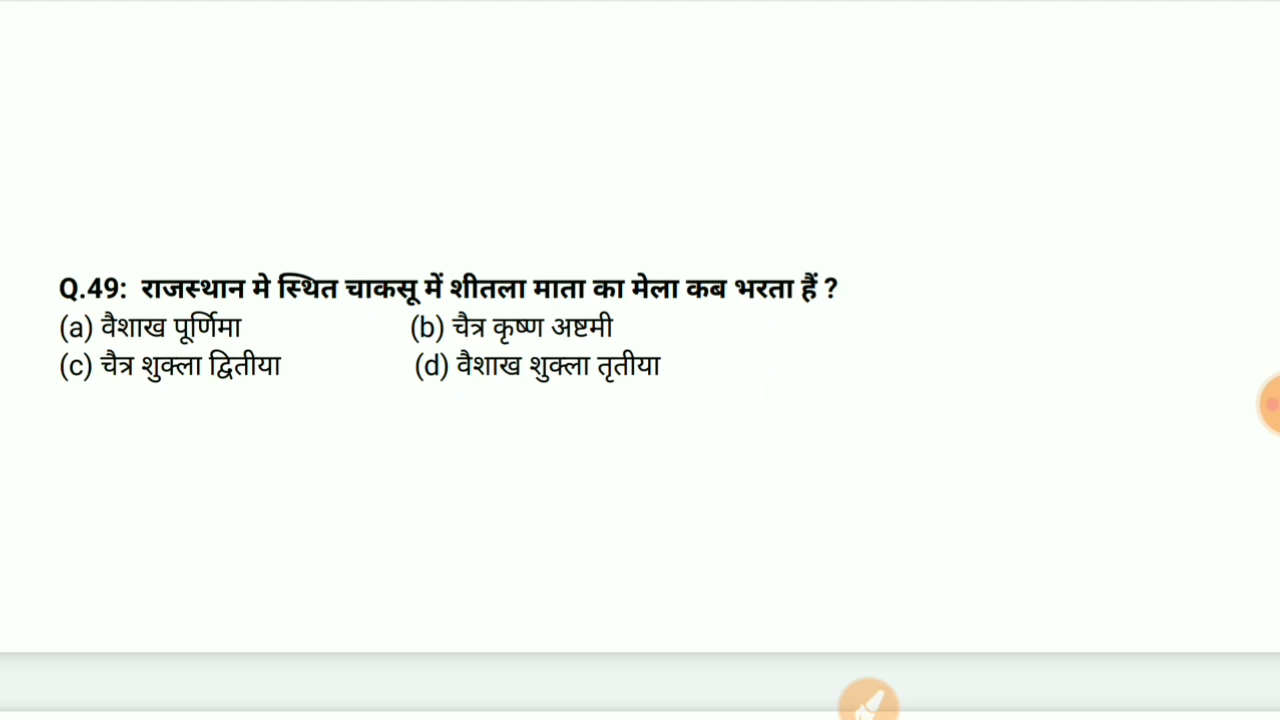 Q.49: राजस्थान मे स्थित चाकसू में शीतला माता का मेला कब भरता हैं ?
(a) वैशाख पूर्णिमा (b) चैत्र कृष्ण अष्टमी
(c) चैत्र शुक्ला द्वितीया (d) वैशाख शुक्ला तृतीया